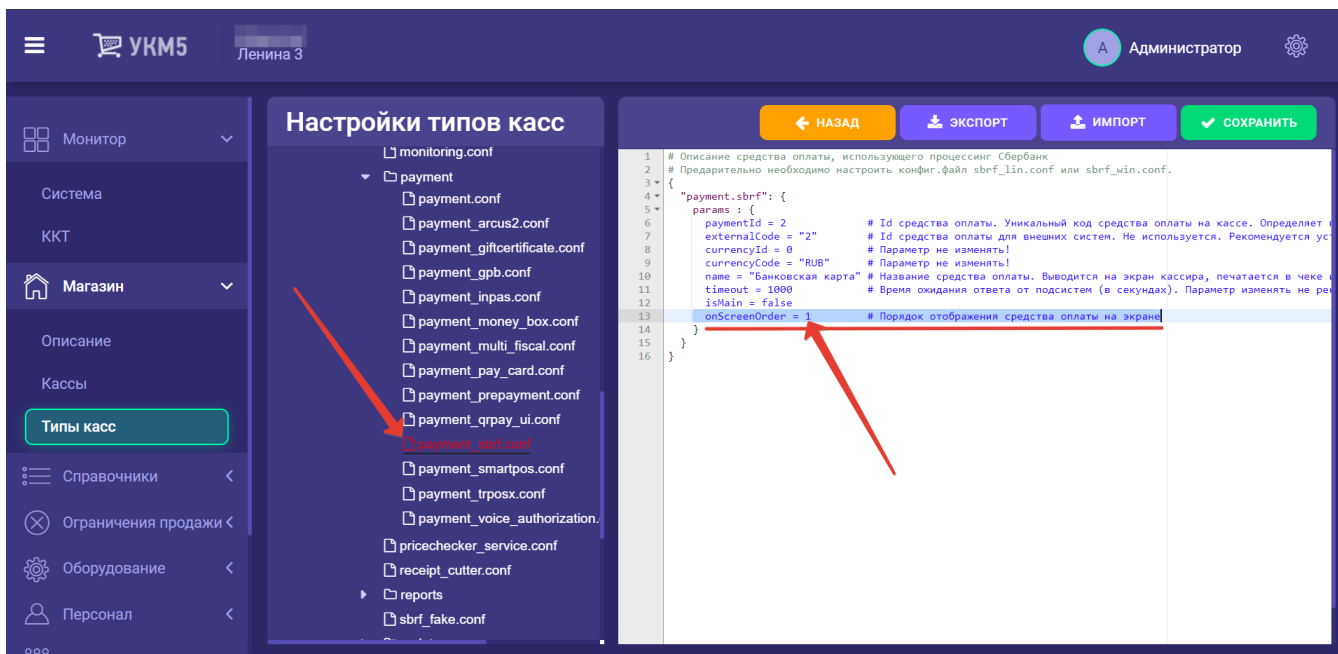 УКМ5
Ленина 3
А
Администратор
Монитор
Система
ККТ
Магазин
Описание
Кассы
Типы касс
Справочники
Ограничения продажи
Оборудование
Персонал
Настройки типов касс
monitoring.conf
payment
payment.conf
payment_arcus2.conf
payment_giftcertificate.conf
payment_gpb.conf
payment_inpas.conf
payment_money_box.conf
payment_multi_fiscal.conf
payment_pay_card.conf
payment_prepayment.conf
payment_qrpay_ui.conf
payment_sbrf.conf
payment_smartpos.conf
payment_trposx.conf
payment_voice_authorization.
pricechecker_service.conf
receipt_cutter.conf
reports
sbrf_fake.conf
НАЗАД
ЭКСПОРТ
ИМПОРТ
СОХРАНИТЬ
1 # Описание средства оплаты, использующего процессинг Сбербанк
2 # Предарительно необходимо настроить конфиг.файл sbrf_lin.conf или sbrf_win.conf.
3 {
4 "payment.sbrf": {
5 params : {
6 paymentId = 2 # Id средства оплаты. Уникальный код средства оплаты на кассе. Определяет
7 externalCode = "2" # Id средства оплаты для внешних систем. Не используется. Рекомендуется уст
8 currencyId = 0 # Параметр не изменять!
9 currencyCode = "RUB" # Параметр не изменять!
10 name = "Банковская карта" # Название средства оплаты. Выводится на экран кассира, печатается в чеке
11 timeout = 1000 # Время ожидания ответа от подсистем (в секундах). Параметр изменять не рек
12 isMain = false
13 onScreenOrder = 1 # Порядок отображения средства оплаты на экране
14 }
15 }
16 }